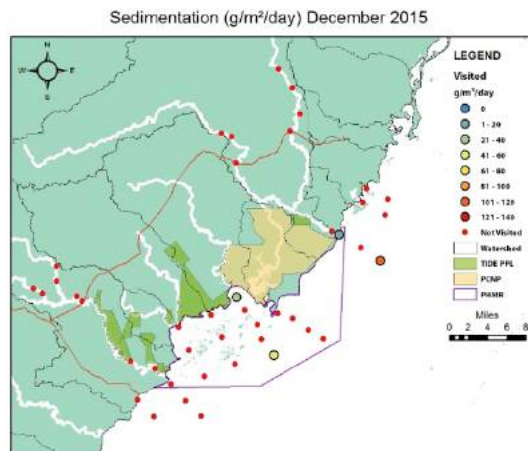 Sedimentation (g/m²/day) December 2015
N
W E
S
LEGEND
Visited
g/m²/day
0
1 - 20
21 - 40
41 - 60
61 - 80
81 - 100
101 - 120
121 - 140
Not Visited
Watershed
TIDE PPL
PCNP
PHMR
Miles
0 2 4 6 8